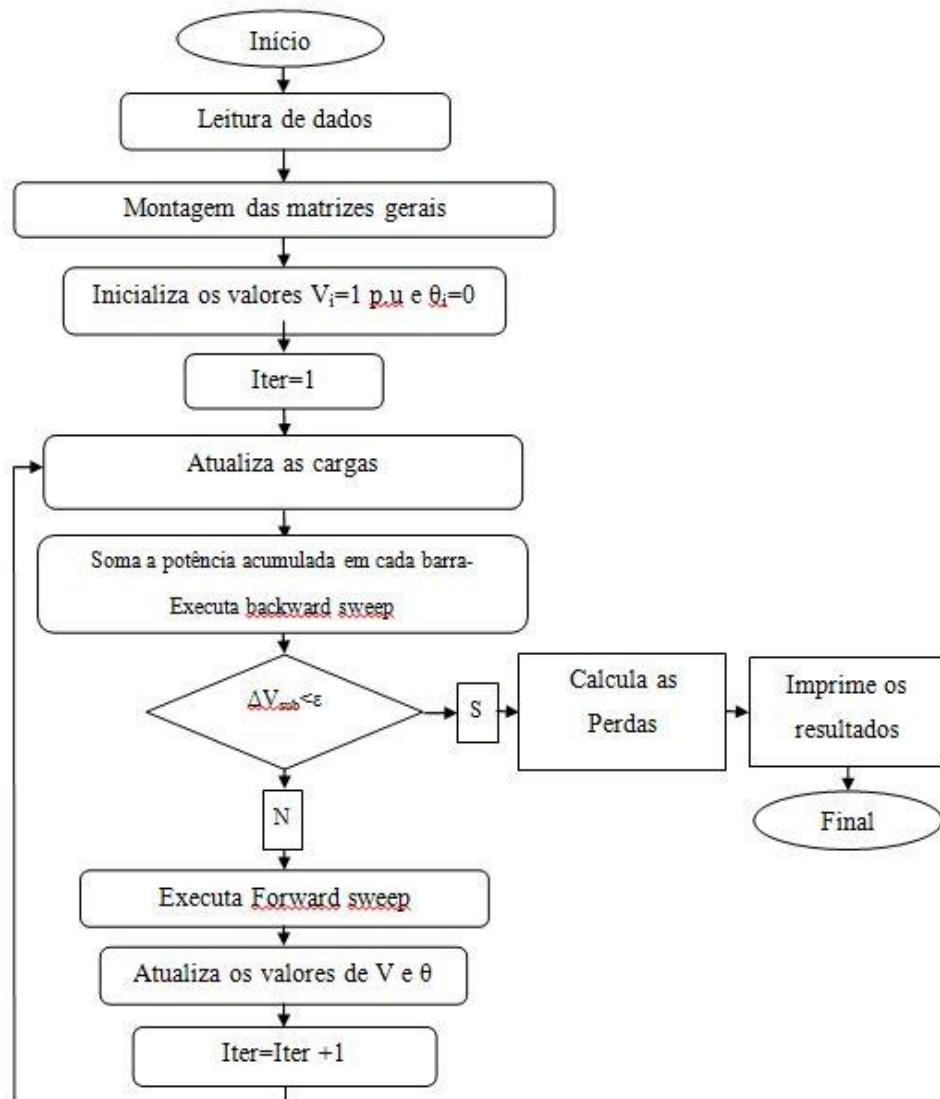 Início
Leitura de dados
Montagem das matrizes gerais
Inicializa os valores Vᵢ=1 p.u e θᵢ=0
Iter=1
Atualiza as cargas
Soma a potência acumulada em cada barra-
Executa backward sweep
ΔVₛᵤᵦ<ε
S
Calcula as
Perdas
Imprime os
resultados
Final
N
Executa Forward sweep
Atualiza os valores de V e θ
Iter=Iter +1